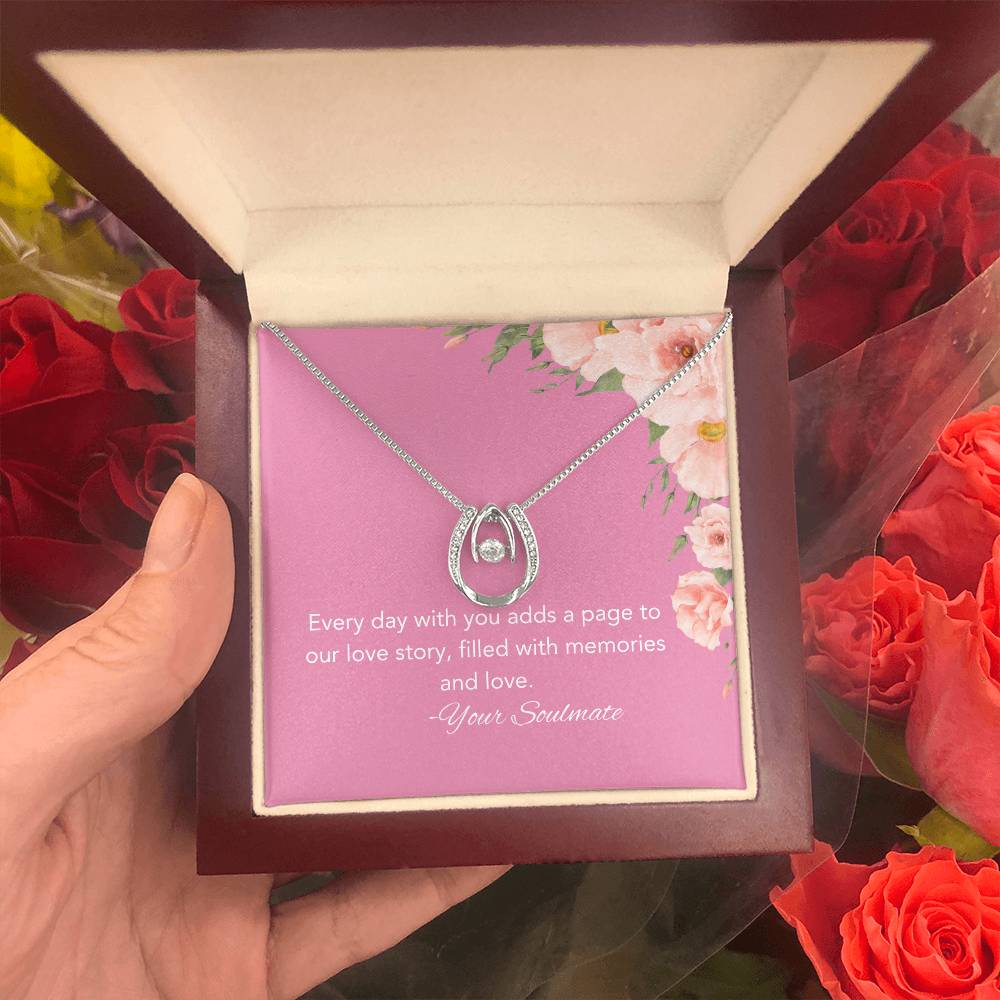 Every day with you adds a page to
our love story, filled with memories
and love.
-Your Soulmate